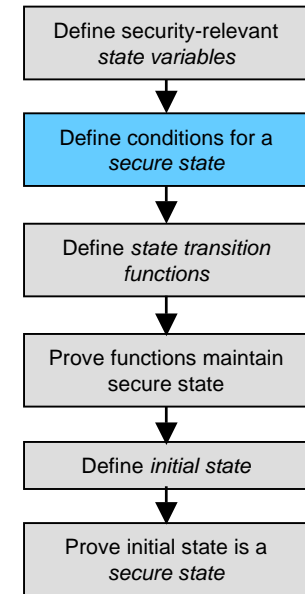 Define security-relevant
state variables
Define conditions for a
secure state
Define state transition
functions
Prove functions maintain
secure state
Define initial state
Prove initial state is a
secure state